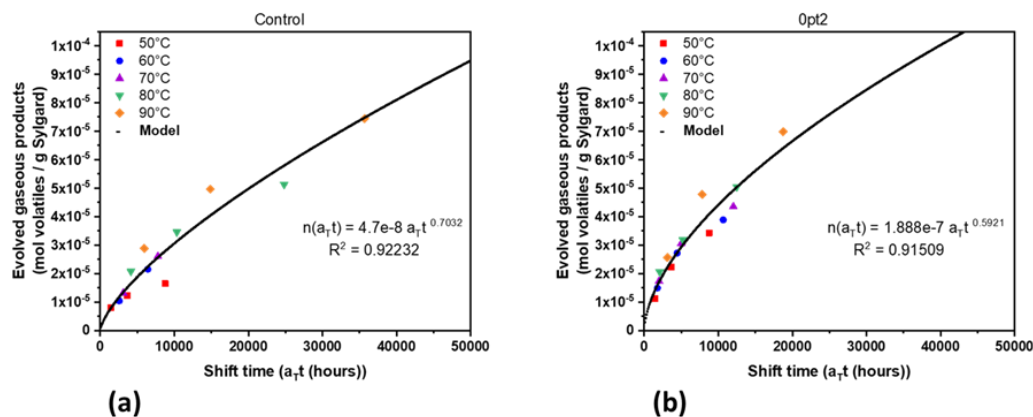 Control
1x10⁻⁴
9x10⁻⁵
8x10⁻⁵
7x10⁻⁵
6x10⁻⁵
5x10⁻⁵
4x10⁻⁵
3x10⁻⁵
2x10⁻⁵
1x10⁻⁵
0
Evolved gaseous products
(mol volatiles / g Sylgard)
50°C
60°C
70°C
80°C
90°C
Model
n(aₜt) = 4.7e-8 aₜt⁰·⁷⁰³²
R² = 0.92232
0 10000 20000 30000 40000 50000
Shift time (aₜt (hours))
(a)
0pt2
1x10⁻⁴
9x10⁻⁵
8x10⁻⁵
7x10⁻⁵
6x10⁻⁵
5x10⁻⁵
4x10⁻⁵
3x10⁻⁵
2x10⁻⁵
1x10⁻⁵
0
Evolved gaseous products
(mol volatiles / g Sylgard)
50°C
60°C
70°C
80°C
90°C
Model
n(aₜt) = 1.888e-7 aₜt⁰·⁵⁹²¹
R² = 0.91509
0 10000 20000 30000 40000 50000
Shift time (aₜt (hours))
(b)